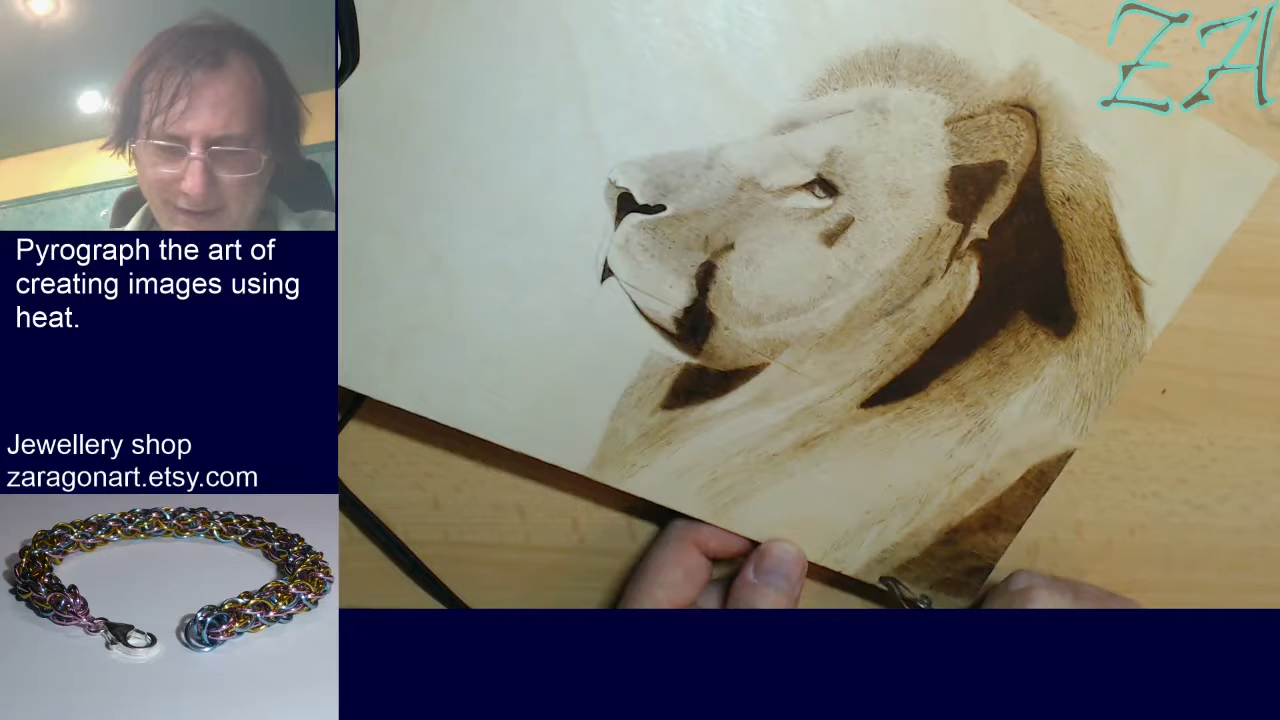 ZA
Pyrograph the art of
creating images using
heat.
Jewellery shop
zaragonart.etsy.com